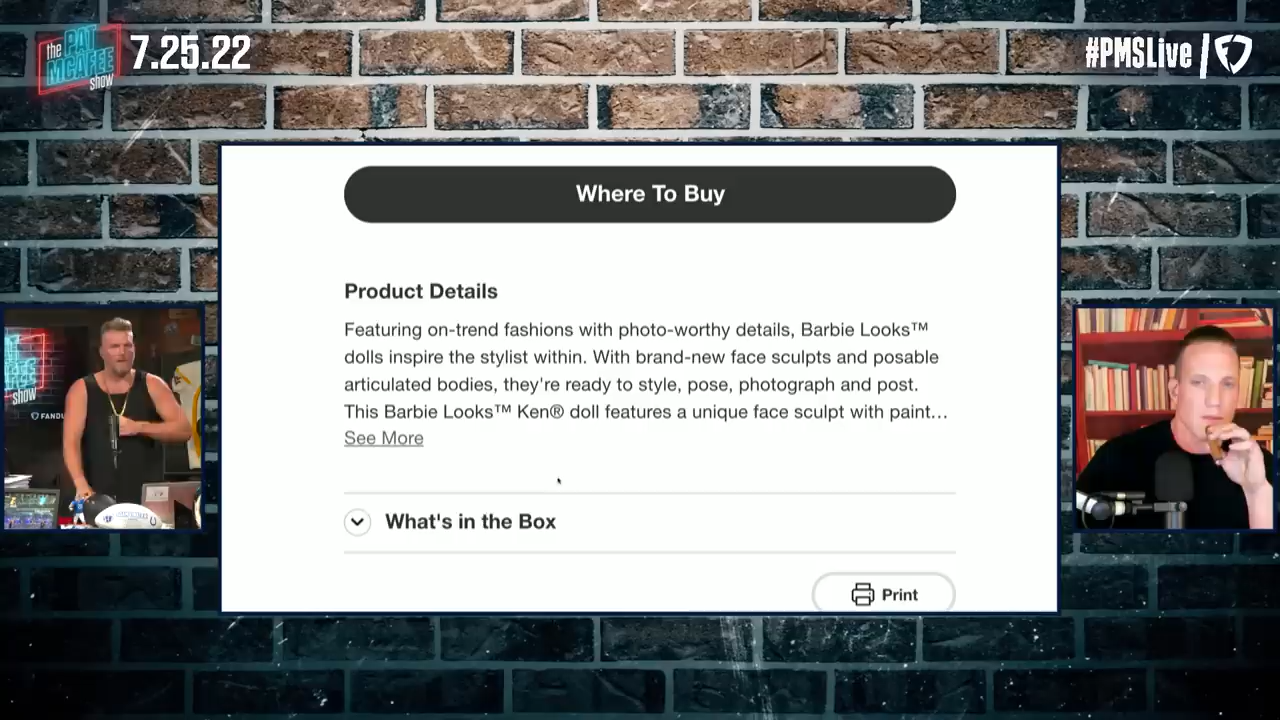 the
PAT
MCAFEE
show
7.25.22
#PMSLive
Where To Buy
Product Details
Featuring on-trend fashions with photo-worthy details, Barbie Looks™
dolls inspire the stylist within. With brand-new face sculpts and posable
articulated bodies, they're ready to style, pose, photograph and post.
This Barbie Looks™ Ken® doll features a unique face sculpt with paint…
See More
What's in the Box
Print
show
FANDU